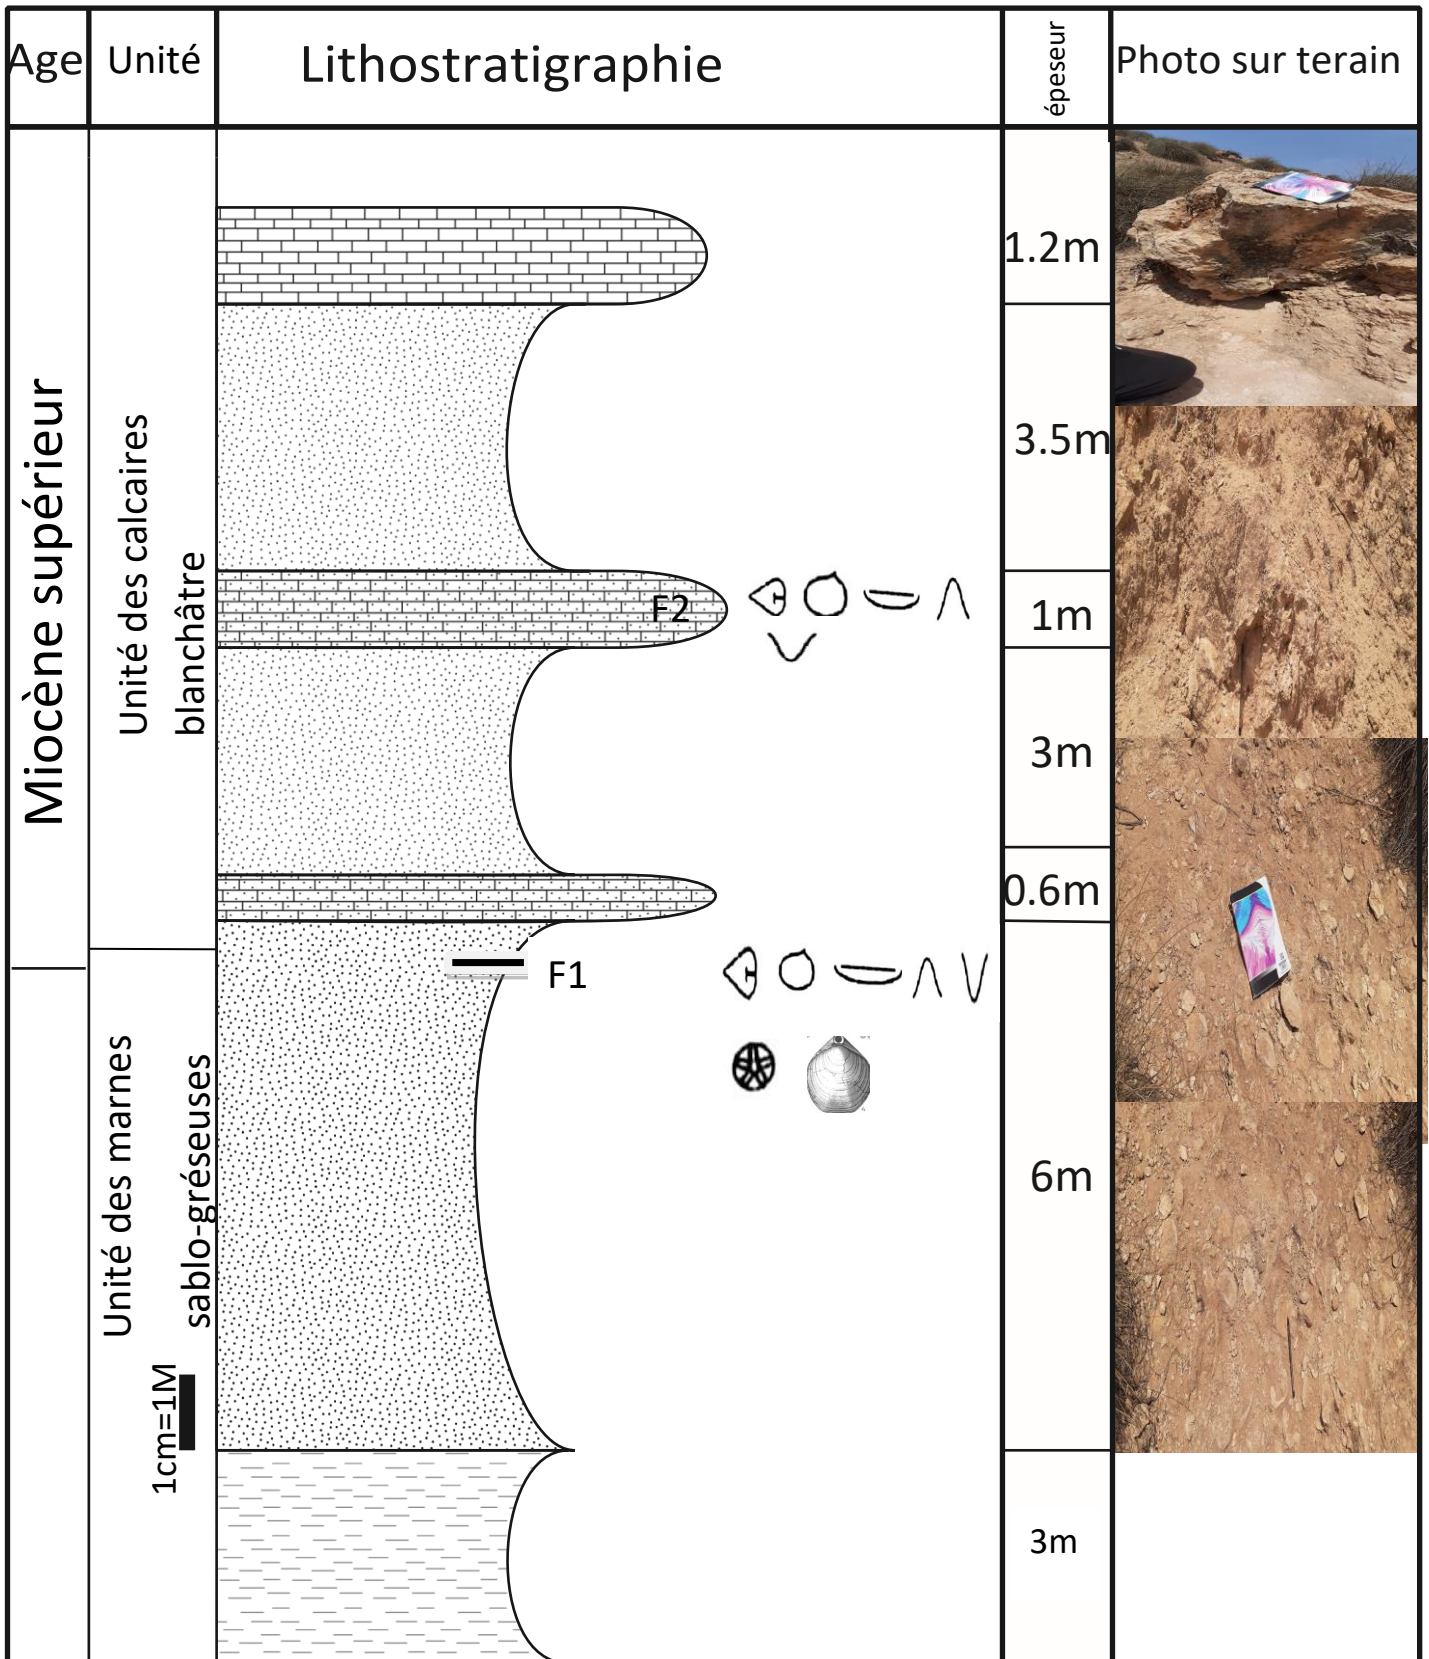 Age
Unité
Lithostratigraphie
épeseur
Photo sur terain
Miocène supérieur
Unité des calcaires
blanchâtre
Unité des marnes
sablo-gréseuses
1cm=1M
F2
F1
1.2m
3.5m
1m
3m
0.6m
6m
3m